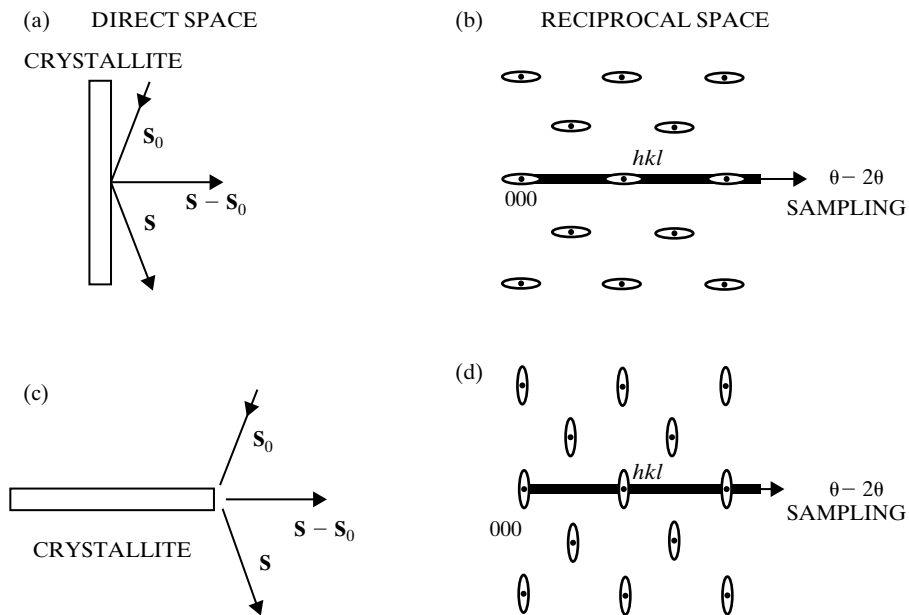 (a) DIRECT SPACE
CRYSTALLITE
s₀
s − s₀
s
(b) RECIPROCAL SPACE
hkl
000
θ − 2θ
SAMPLING
(c)
s₀
s − s₀
s
CRYSTALLITE
(d)
hkl
000
θ − 2θ
SAMPLING